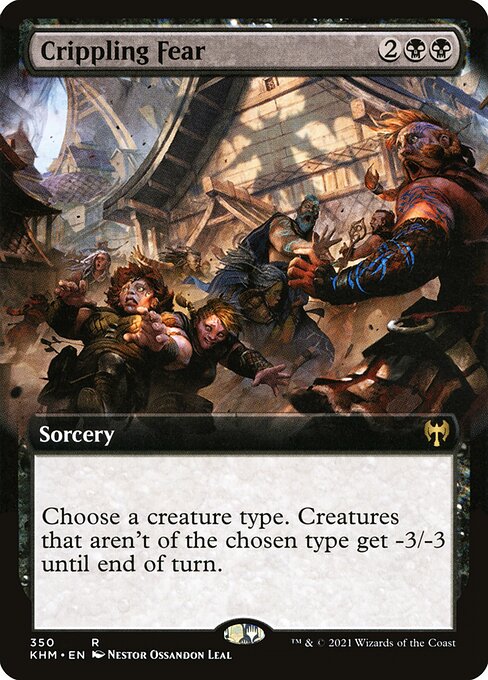 Crippling Fear 2
Sorcery
Choose a creature type. Creatures
that aren't of the chosen type get -3/-3
until end of turn.
350 R
KHM • EN Nestor Ossandon Leal
™ & © 2021 Wizards of the Coast